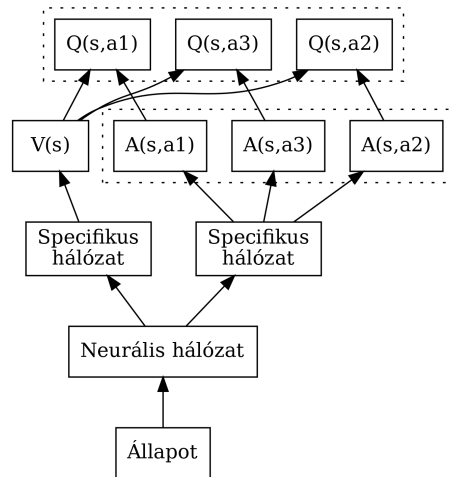 Q(s,a1)
Q(s,a3)
Q(s,a2)
V(s)
A(s,a1)
A(s,a3)
A(s,a2)
Specifikus
hálózat
Specifikus
hálózat
Neurális hálózat
Állapot